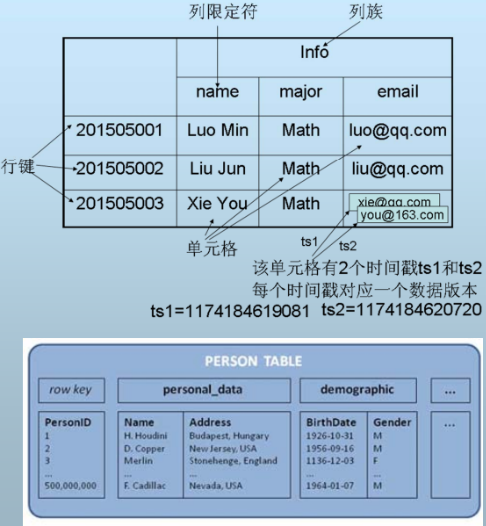 列限定符 列族
Info
name major email
201505001 Luo Min Math luo@qq.com
行键 201505002 Liu Jun Math liu@qq.com
201505003 Xie You Math xie@qq.com
you@163.com
单元格 ts1 ts2
该单元格有2个时间戳ts1和ts2
每个时间戳对应一个数据版本
ts1=1174184619081 ts2=1174184620720
PERSON TABLE
row key personal_data demographic ...
PersonID Name Address BirthDate Gender ...
1 H. Houdini Budapest, Hungary 1926-10-31 M
2 D. Copper New Jersey, USA 1956-09-16 M
3 Merlin Stonehenge, England 1136-12-03 F
... ... ... ... ...
500,000,000 F. Cadillac Nevada, USA 1964-01-07 M